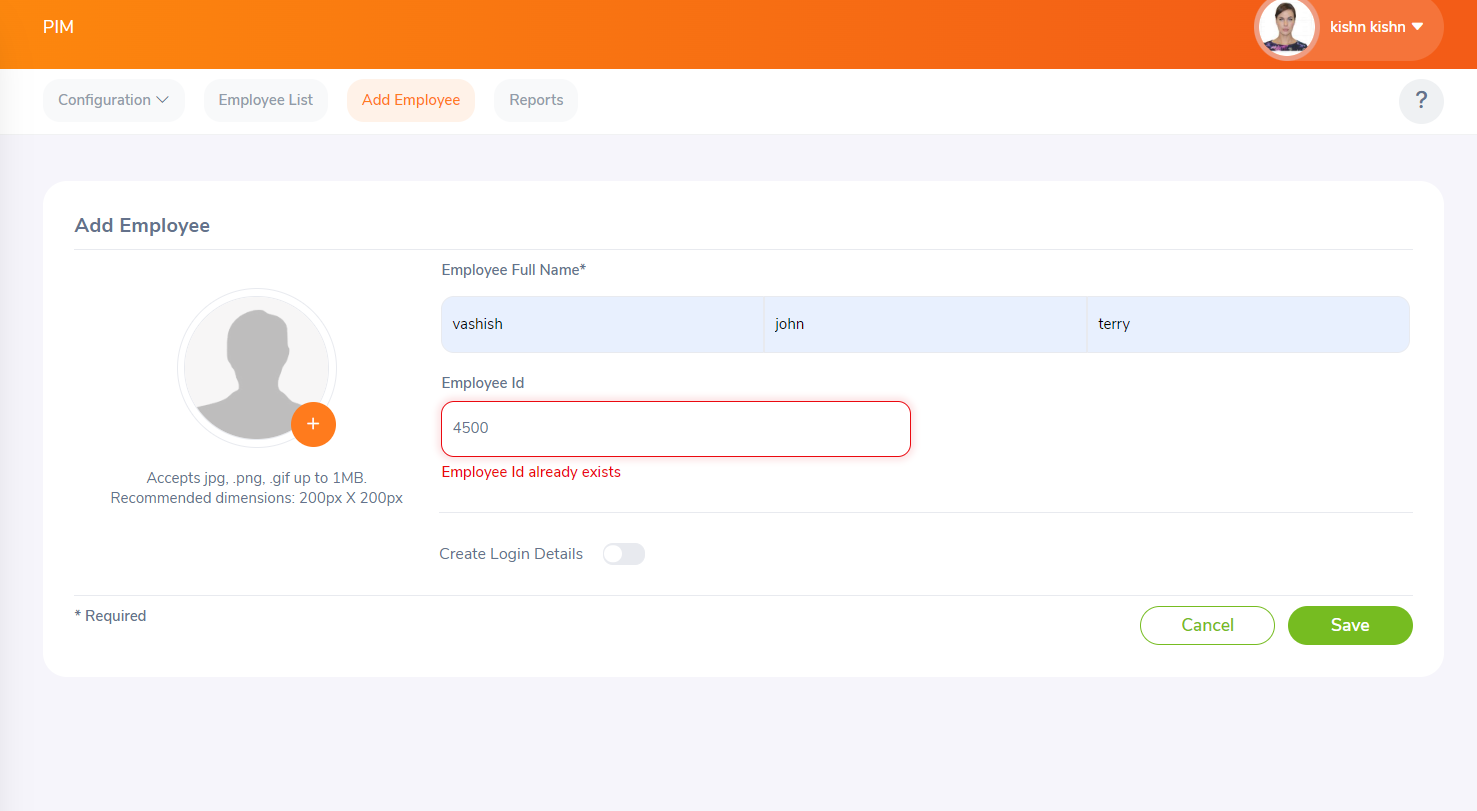 PIM
kishn kishn
Configuration
Employee List
Add Employee
Reports
?
Add Employee
Employee Full Name*
vashish
john
terry
Employee Id
4500
Employee Id already exists
+
Accepts jpg, .png, .gif up to 1MB.
Recommended dimensions: 200px X 200px
Create Login Details
* Required
Cancel
Save